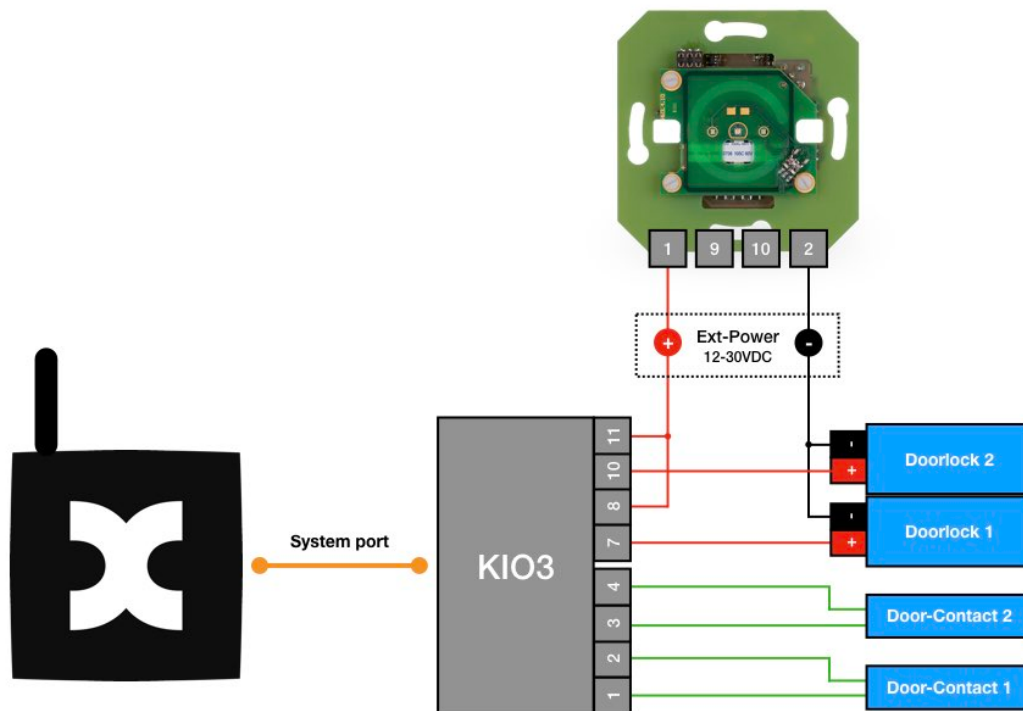 1
9
10
2
+
Ext-Power
-
12-30VDC
11
10
8
7
4
3
2
1
KIO3
System port
-
+
Doorlock 2
-
+
Doorlock 1
Door-Contact 2
Door-Contact 1